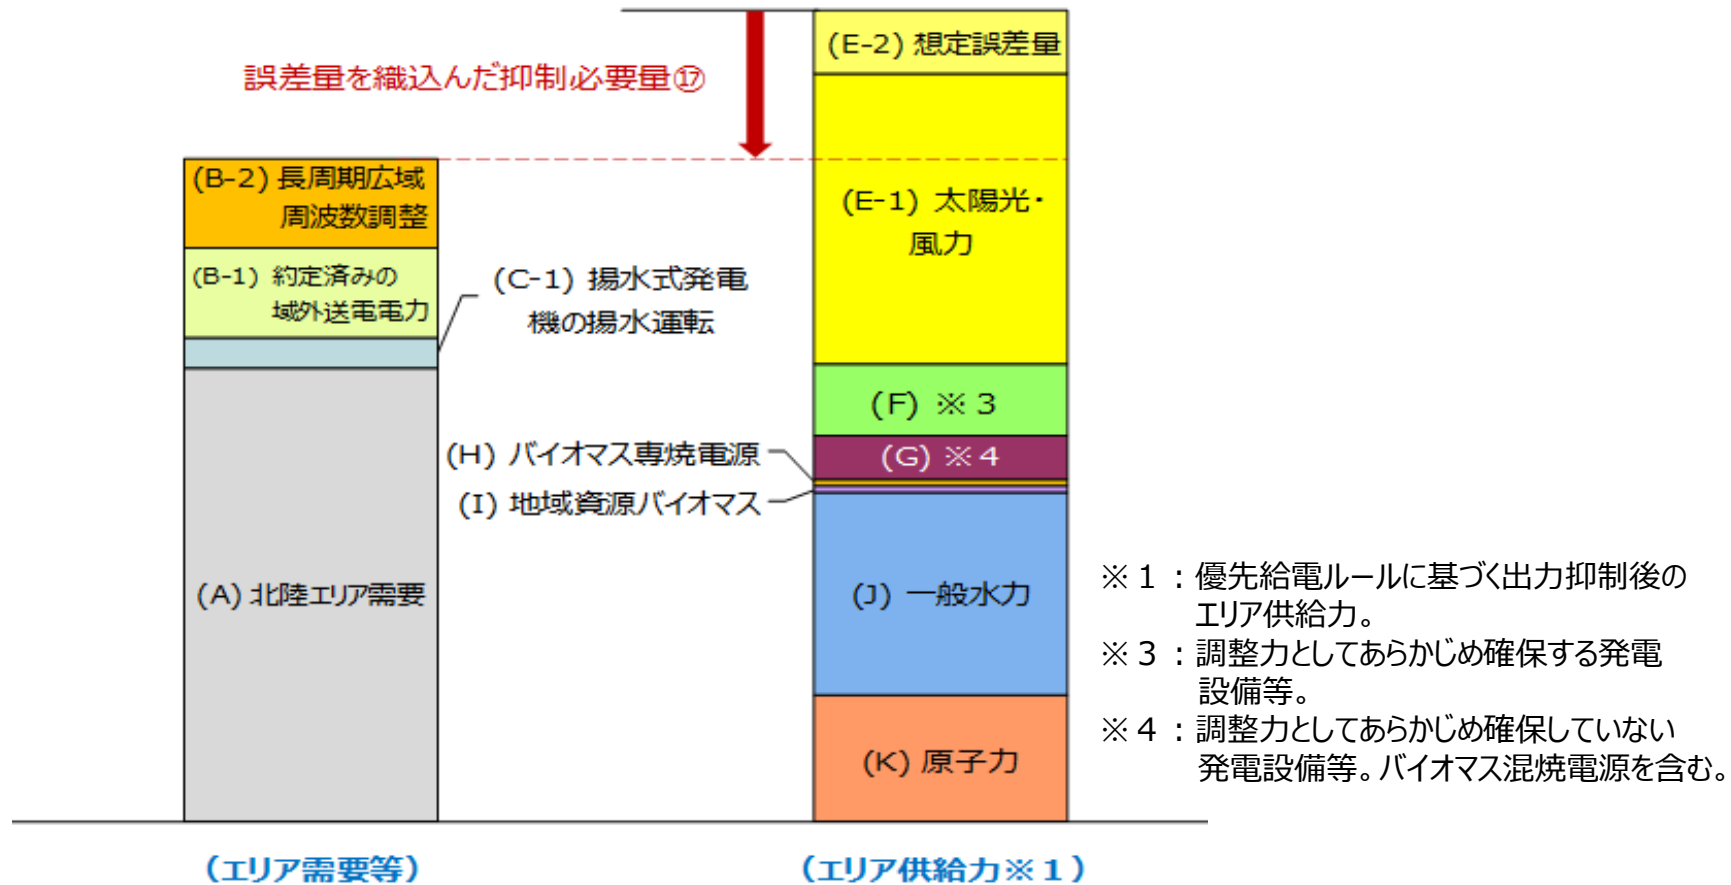 誤差量を織込んだ抑制必要量⑰
(B-2) 長周期広域
周波数調整
(B-1) 約定済みの
域外送電電力
(C-1) 揚水式発電
機の揚水運転
(A) 北陸エリア需要
(エリア需要等)
(E-2) 想定誤差量
(E-1) 太陽光・
風力
(F) ※３
(G) ※４
(H) バイオマス専焼電源
(I) 地域資源バイオマス
(J) 一般水力
(K) 原子力
(エリア供給力※１)
※１：優先給電ルールに基づく出力抑制後の
エリア供給力。
※３：調整力としてあらかじめ確保する発電
設備等。
※４：調整力としてあらかじめ確保していない
発電設備等。バイオマス混焼電源を含む。